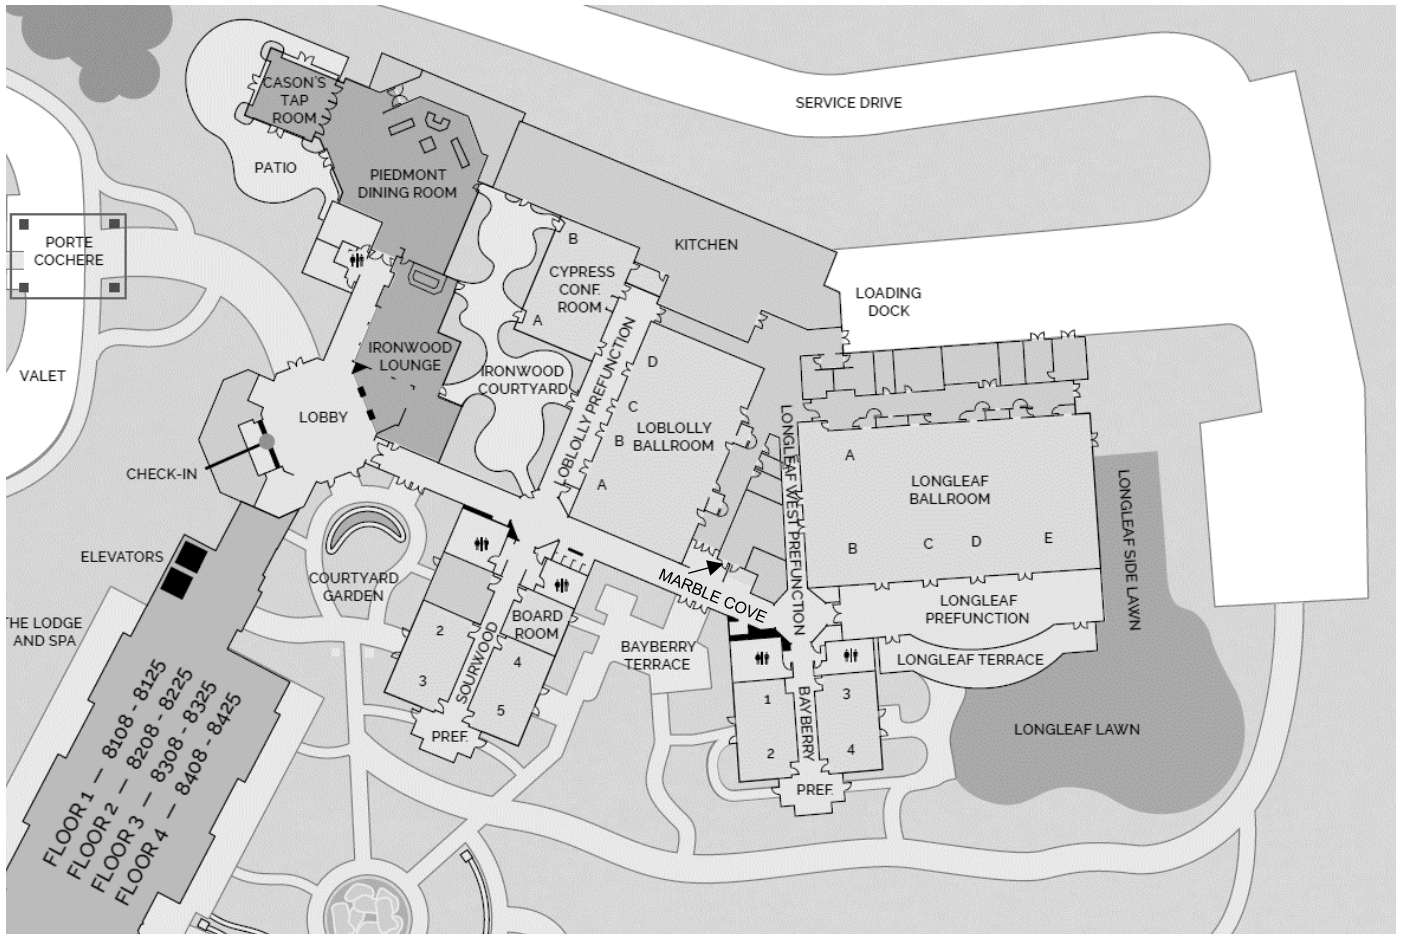 SERVICE DRIVE
CASON'S
TAP
ROOM
PATIO
PIEDMONT
DINING ROOM
PORTE
COCHERE
VALET
KITCHEN
LOADING
DOCK
B
CYPRESS
CONF.
ROOM
A
IRONWOOD
LOUNGE
IRONWOOD
COURTYARD
LOBLOLLY PREFUNCTION
D
C
B
LOBLOLLY
BALLROOM
A
LOBBY
CHECK-IN
LONGLEAF WEST PREFUNCTION
A
LONGLEAF
BALLROOM
B
C
D
E
LONGLEAF SIDE LAWN
ELEVATORS
COURTYARD
GARDEN
THE LODGE
AND SPA
MARBLE COVE
LONGLEAF
PREFUNCTION
LONGLEAF TERRACE
LONGLEAF LAWN
BOARD
ROOM
2
3
4
5
SOURWOOD
PREF.
BAYBERRY
TERRACE
1
2
3
4
BAYBERRY
PREF.
FLOOR 1 — 8108 - 8125
FLOOR 2 — 8208 - 8225
FLOOR 3 — 8308 - 8325
FLOOR 4 — 8408 - 8425